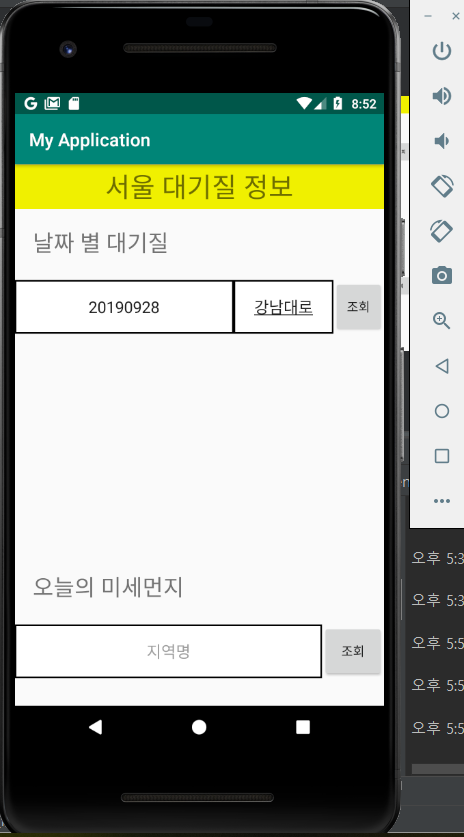 G 8:52
My Application
서울 대기질 정보
날짜 별 대기질
20190928 강남대로 조회
오늘의 미세먼지
지역명 조회
오후 5:3
오후 5:3
오후 5:5
오후 5:5
오후 5:5